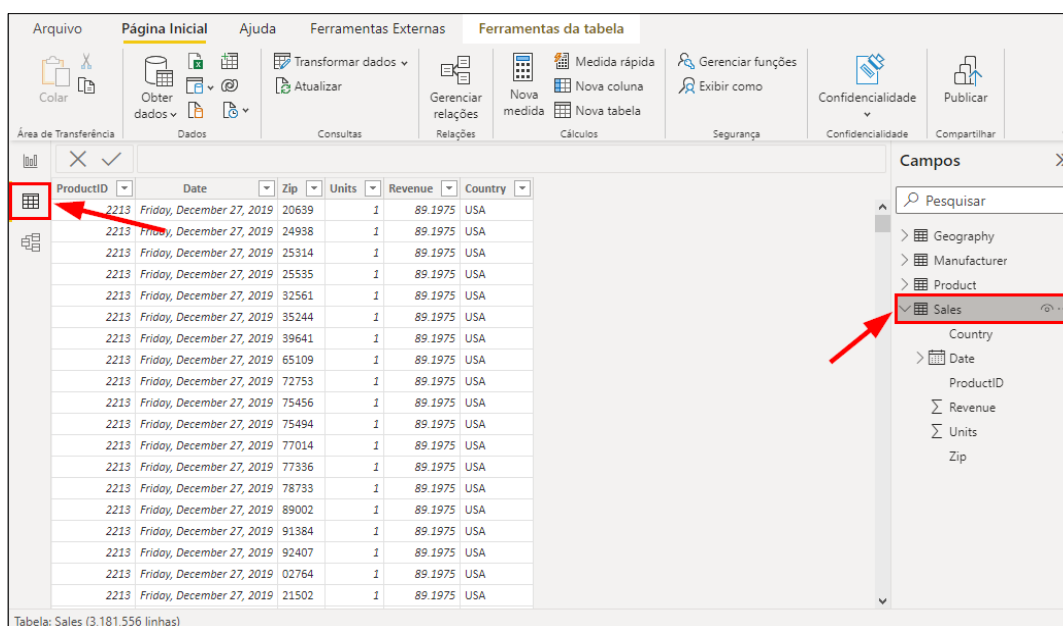 Arquivo Página Inicial Ajuda Ferramentas Externas Ferramentas da tabela
Colar
Área de Transferência
Obter
dados
Dados
Transformar dados
Atualizar
Consultas
Gerenciar
relações
Relações
Nova
medida
Medida rápida
Nova coluna
Nova tabela
Cálculos
Gerenciar funções
Exibir como
Segurança
Confidencialidade
Confidencialidade
Publicar
Compartilhar
ProductID Date Zip Units Revenue Country
2213 Friday, December 27, 2019 20639 1 89.1975 USA
2213 Friday, December 27, 2019 24938 1 89.1975 USA
2213 Friday, December 27, 2019 25314 1 89.1975 USA
2213 Friday, December 27, 2019 25535 1 89.1975 USA
2213 Friday, December 27, 2019 32561 1 89.1975 USA
2213 Friday, December 27, 2019 35244 1 89.1975 USA
2213 Friday, December 27, 2019 39641 1 89.1975 USA
2213 Friday, December 27, 2019 65109 1 89.1975 USA
2213 Friday, December 27, 2019 72753 1 89.1975 USA
2213 Friday, December 27, 2019 75456 1 89.1975 USA
2213 Friday, December 27, 2019 75494 1 89.1975 USA
2213 Friday, December 27, 2019 77014 1 89.1975 USA
2213 Friday, December 27, 2019 77336 1 89.1975 USA
2213 Friday, December 27, 2019 78733 1 89.1975 USA
2213 Friday, December 27, 2019 89002 1 89.1975 USA
2213 Friday, December 27, 2019 91384 1 89.1975 USA
2213 Friday, December 27, 2019 92407 1 89.1975 USA
2213 Friday, December 27, 2019 02764 1 89.1975 USA
2213 Friday, December 27, 2019 21502 1 89.1975 USA
Campos
Pesquisar
Geography
Manufacturer
Product
Sales
Country
Date
ProductID
Revenue
Units
Zip
Tabela: Sales (3.181.556 linhas)